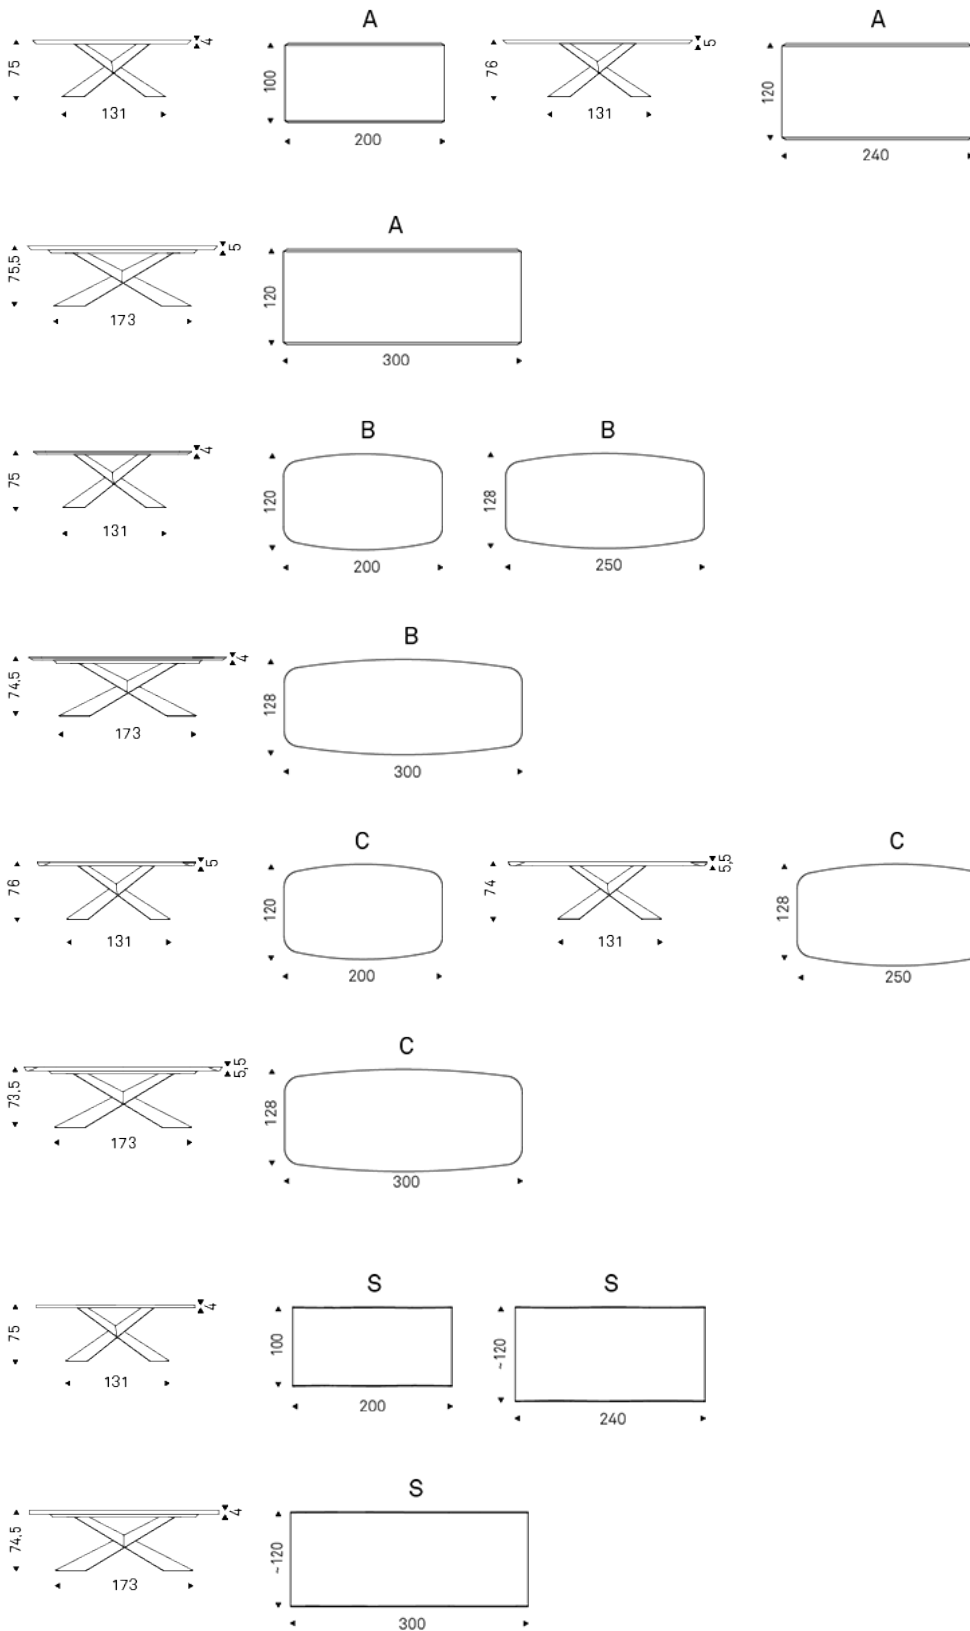 A A
75 4 100 76 5 120
131 200 131 240
A
75,5 5 120
173 300
B B
75 4 120 128
131 200 250
B
74,5 4 128
173 300
C C
76 5 120 74 5,5 128
131 200 131 250
C
73,5 5,5 128
173 300
S S
75 4 100 ~120
131 200 240
S
74,5 4 ~120
173 300